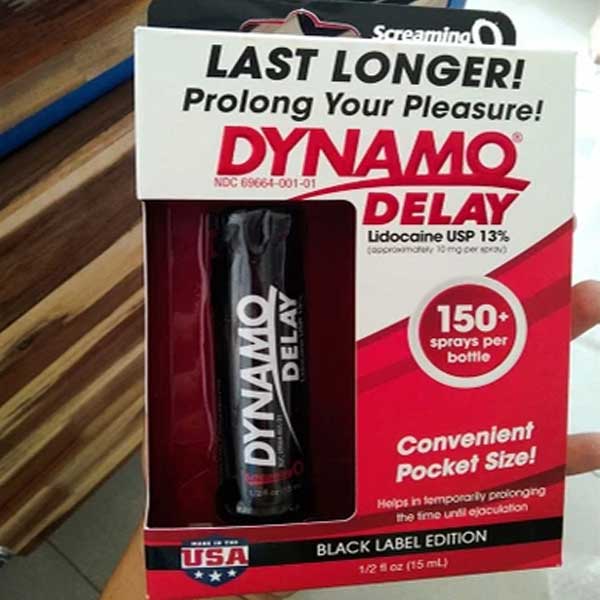 Screaming O
LAST LONGER!
Prolong Your Pleasure!
DYNAMO®
NDC 69664-001-01
DELAY
Lidocaine USP 13%
(approximately 10 mg per spray)
150+
sprays per
bottle
DYNAMO
DELAY
Convenient
Pocket Size!
Helps in temporarily prolonging
the time until ejaculation
MADE IN THE
USA
BLACK LABEL EDITION
1/2 fl oz (15 mL)